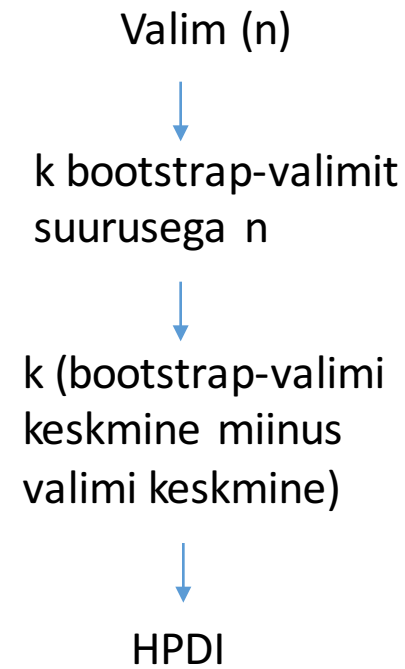 Valim (n)
k bootstrap-valimit
suurusega n
k (bootstrap-valimi
keskmine miinus
valimi keskmine)
HPDI